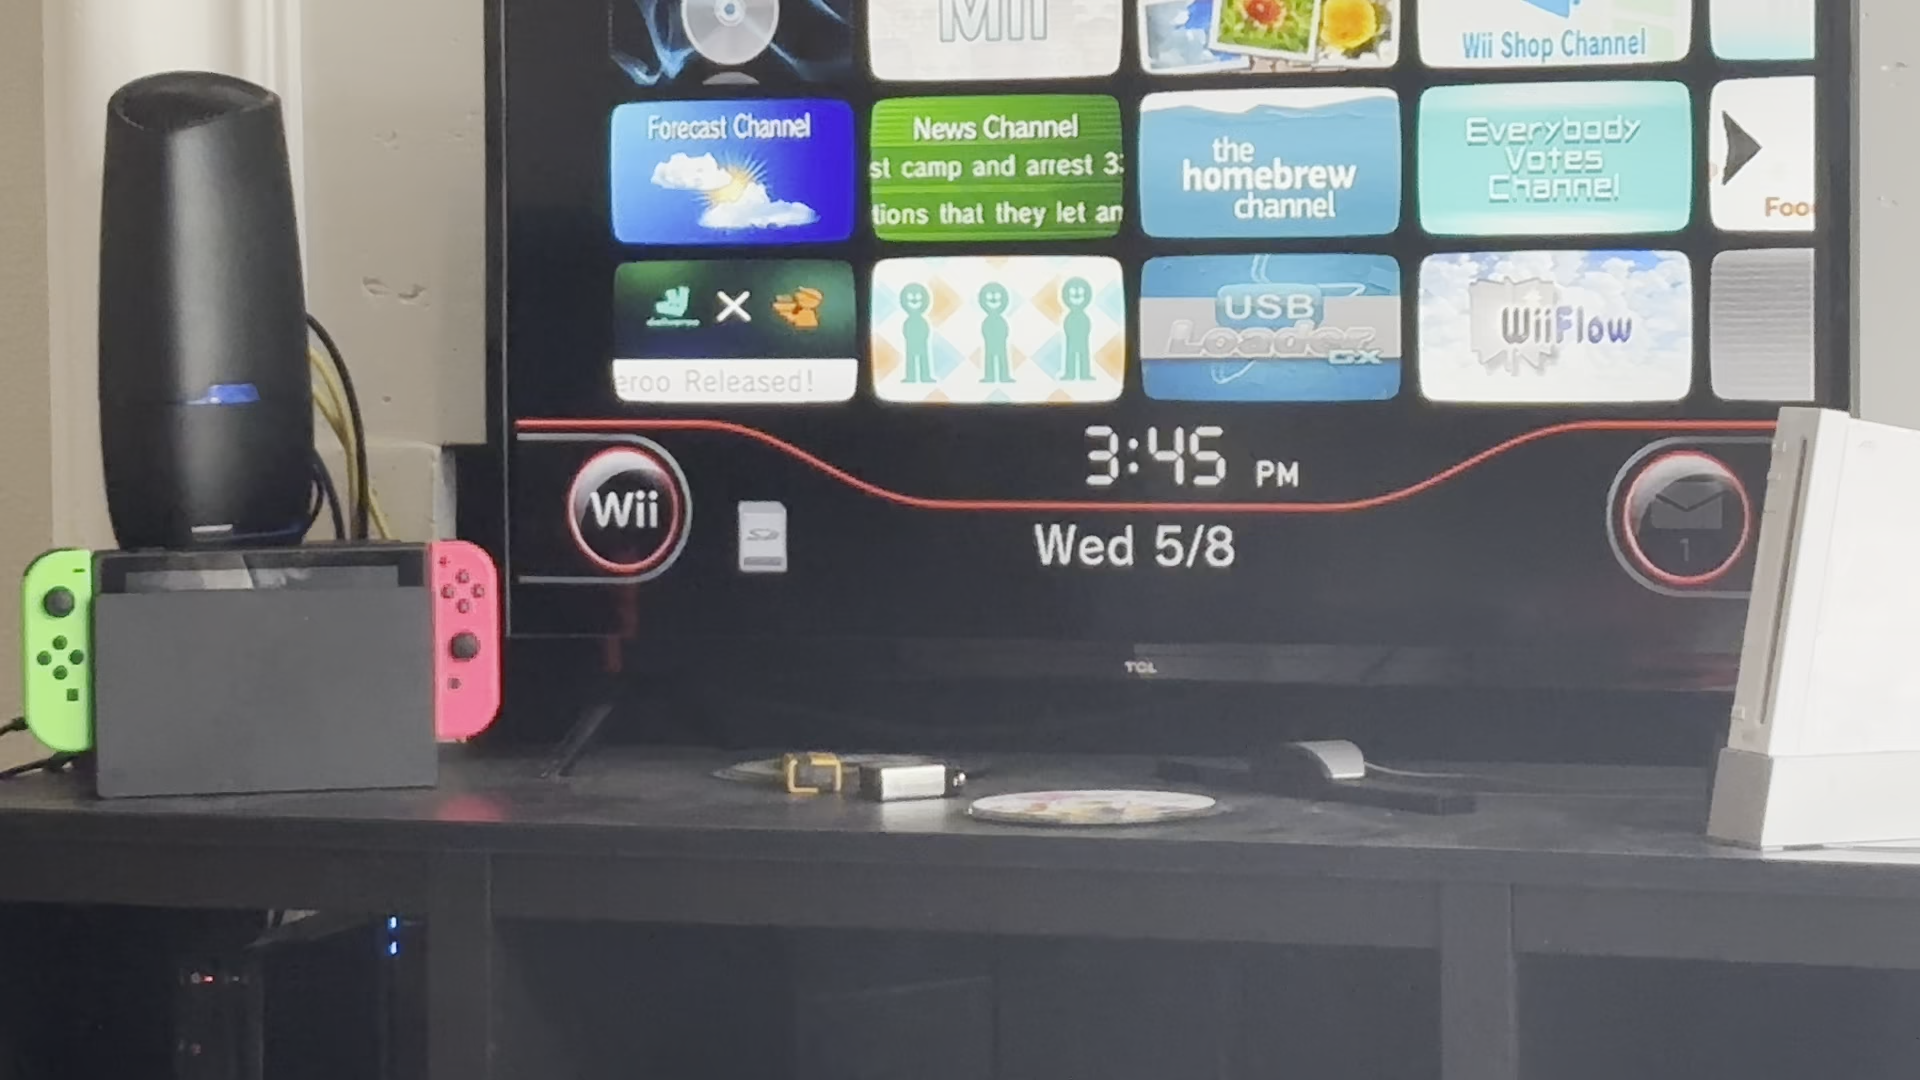 Mii
Wii Shop Channel
Forecast Channel
News Channel
st camp and arrest 3
tions that they let an
the
homebrew
channel
Everybody
Votes
Channel
Foo
deliveroo
X
eroo Released!
USB
Loader
GX
WiiFlow
3:45 PM
Wii
Wed 5/8
1
TCL